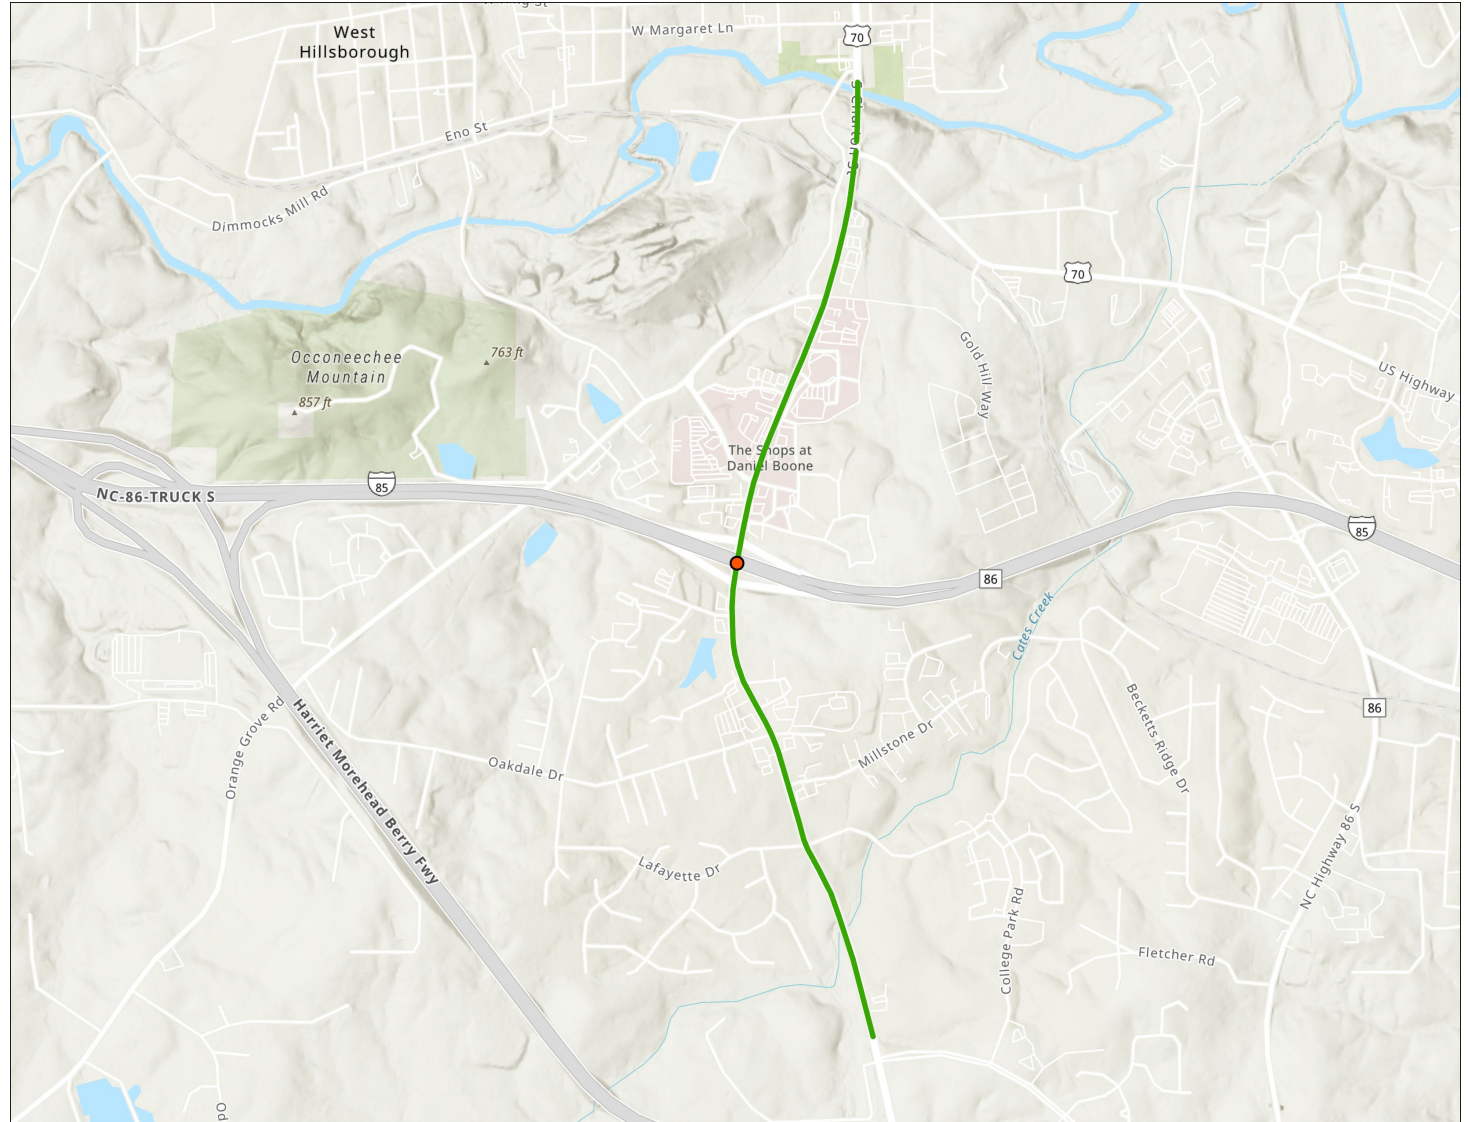 West
Hillsborough
W Margaret Ln
70
S Churton St
Eno St
Dimmocks Mill Rd
70
Gold Hill Way
US Highway
Occoneechee
Mountain
763 ft
857 ft
The Shops at
Daniel Boone
85
NC-86-TRUCK S
85
86
Cates Creek
Orange Grove Rd
Harriet Morehead Berry Fwy
Oakdale Dr
Millstone Dr
Becketts Ridge Dr
86
Lafayette Dr
College Park Rd
Fletcher Rd
NC Highway 86 S